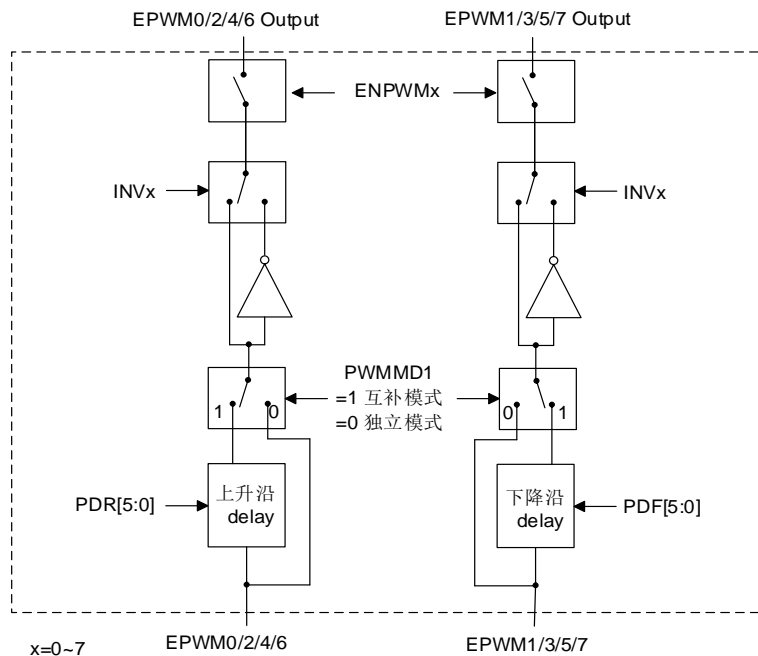 EPWM0/2/4/6 Output
EPWM1/3/5/7 Output
ENPWMx
INVx
INVx
PWMMD1
=1 互补模式
=0 独立模式
1
0
0
1
PDR[5:0]
上升沿
delay
下降沿
delay
PDF[5:0]
EPWM0/2/4/6
EPWM1/3/5/7
x=0~7